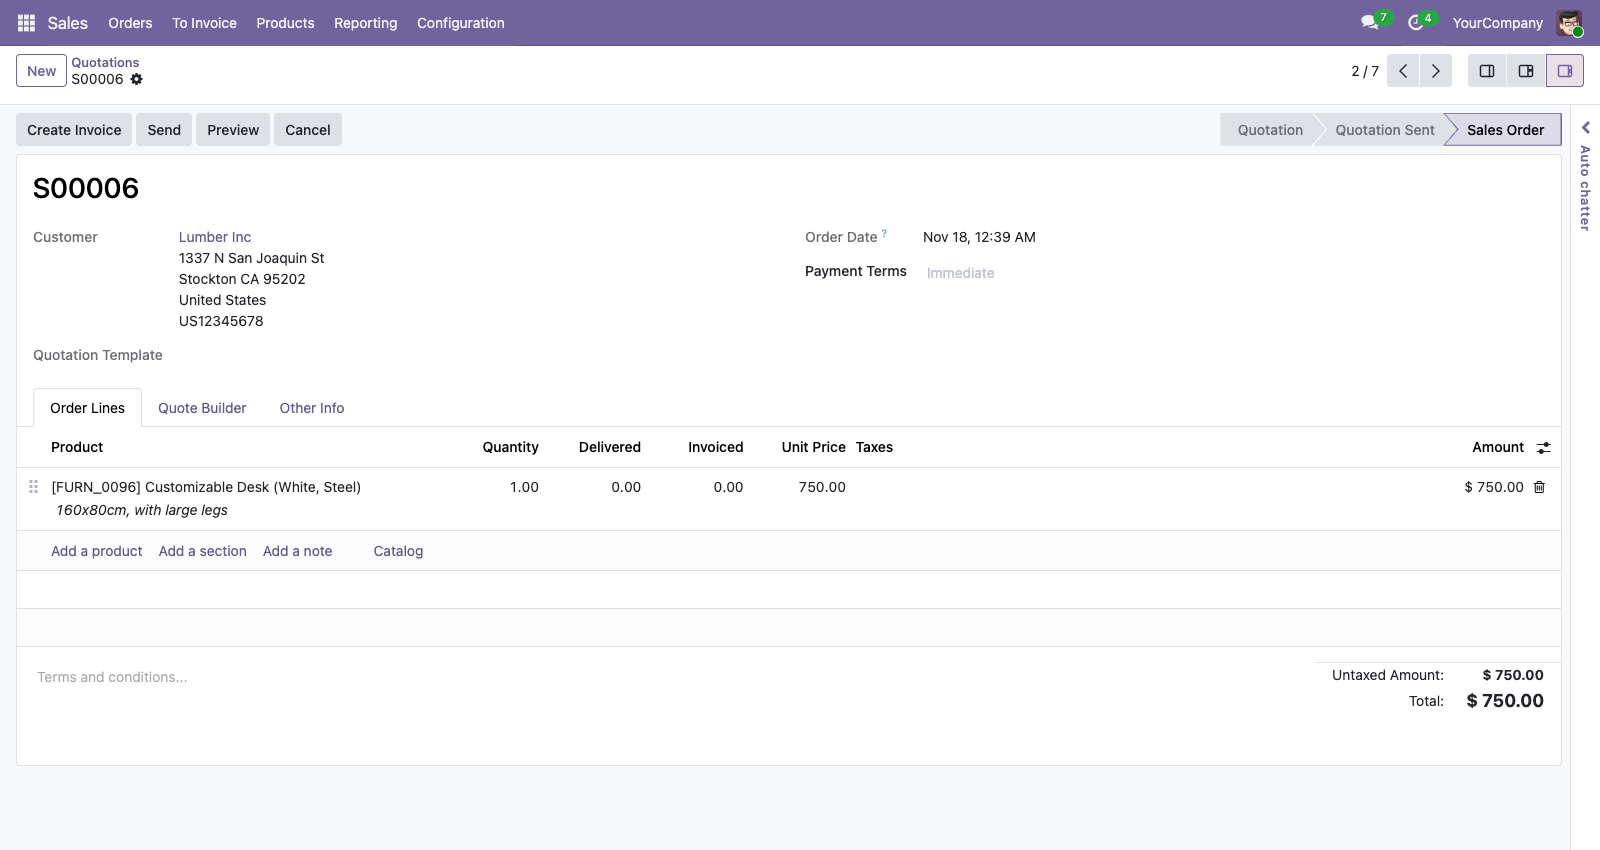 Sales Orders To Invoice Products Reporting Configuration 7 4 YourCompany
New Quotations
S00006
2 / 7
Create Invoice Send Preview Cancel Quotation Quotation Sent Sales Order
Auto chatter
S00006
Customer Lumber Inc
1337 N San Joaquin St
Stockton CA 95202
United States
US12345678
Order Date ? Nov 18, 12:39 AM
Payment Terms Immediate
Quotation Template
Order Lines Quote Builder Other Info
Product Quantity Delivered Invoiced Unit Price Taxes Amount
[FURN_0096] Customizable Desk (White, Steel) 1.00 0.00 0.00 750.00 $ 750.00
160x80cm, with large legs
Add a product Add a section Add a note Catalog
Terms and conditions...
Untaxed Amount: $ 750.00
Total: $ 750.00